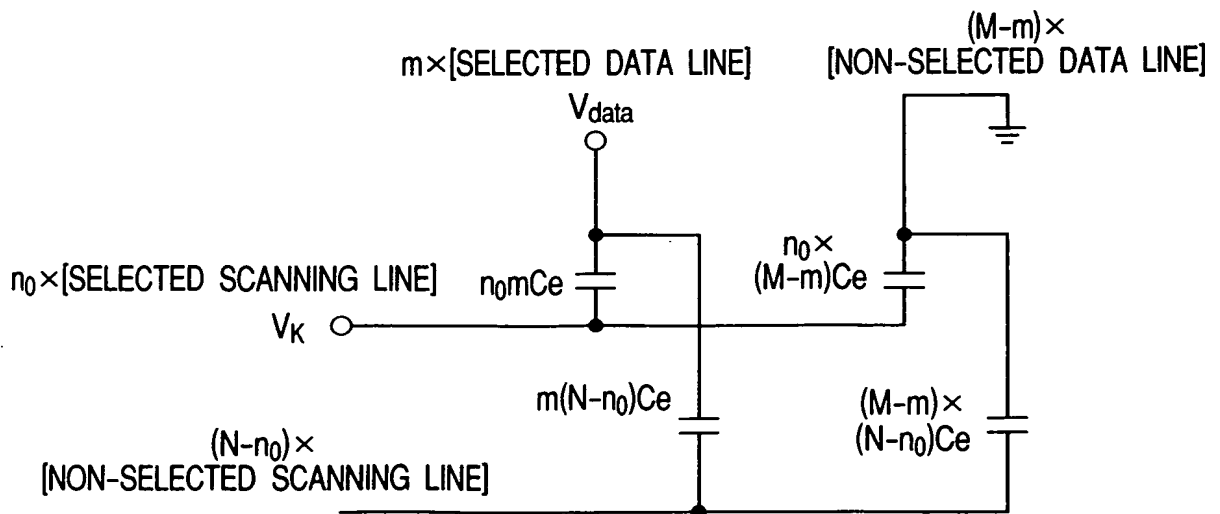 (M-m)×
[NON-SELECTED DATA LINE]
m×[SELECTED DATA LINE]
Vdata
n0×[SELECTED SCANNING LINE]
n0mCe
n0×
(M-m)Ce
VK
m(N-n0)Ce
(M-m)×
(N-n0)Ce
(N-n0)×
[NON-SELECTED SCANNING LINE]